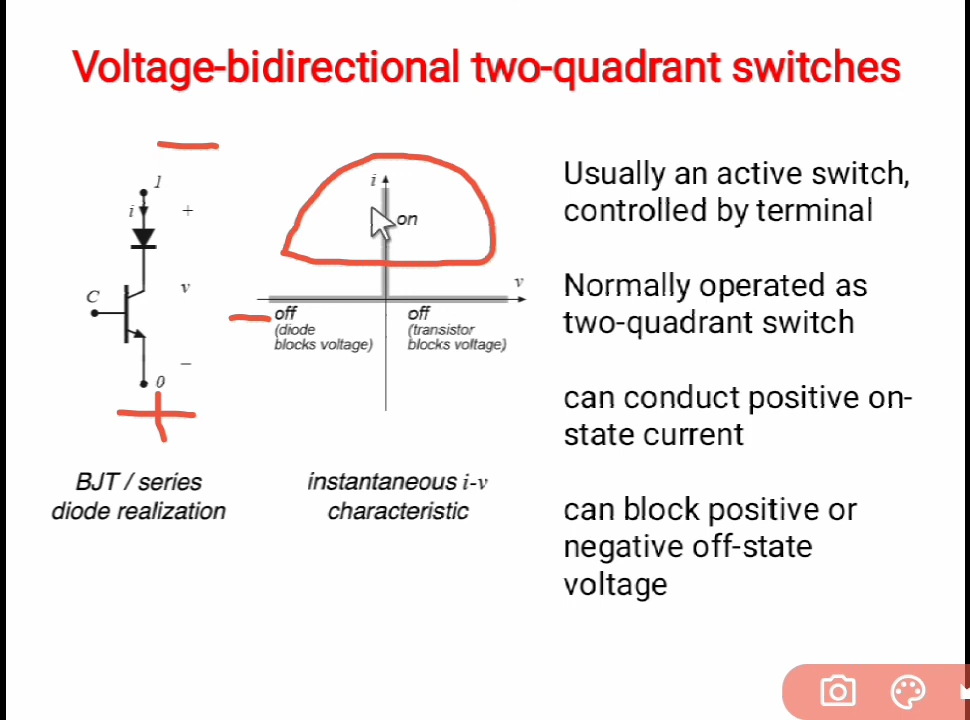 Voltage-bidirectional two-quadrant switches
1
i
+
C
v
−
0
BJT / series
diode realization
i
on
v
off
(diode
blocks voltage)
off
(transistor
blocks voltage)
instantaneous i-v
characteristic
Usually an active switch,
controlled by terminal
Normally operated as
two-quadrant switch
can conduct positive on-
state current
can block positive or
negative off-state
voltage